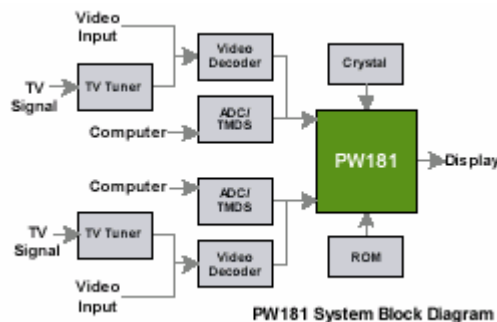 Video
Input
TV
Signal
TV Tuner
Video
Decoder
Computer
ADC/
TMDS
Crystal
PW181
Display
Computer
ADC/
TMDS
TV
Signal
TV Tuner
Video
Input
Video
Decoder
ROM
PW181 System Block Diagram